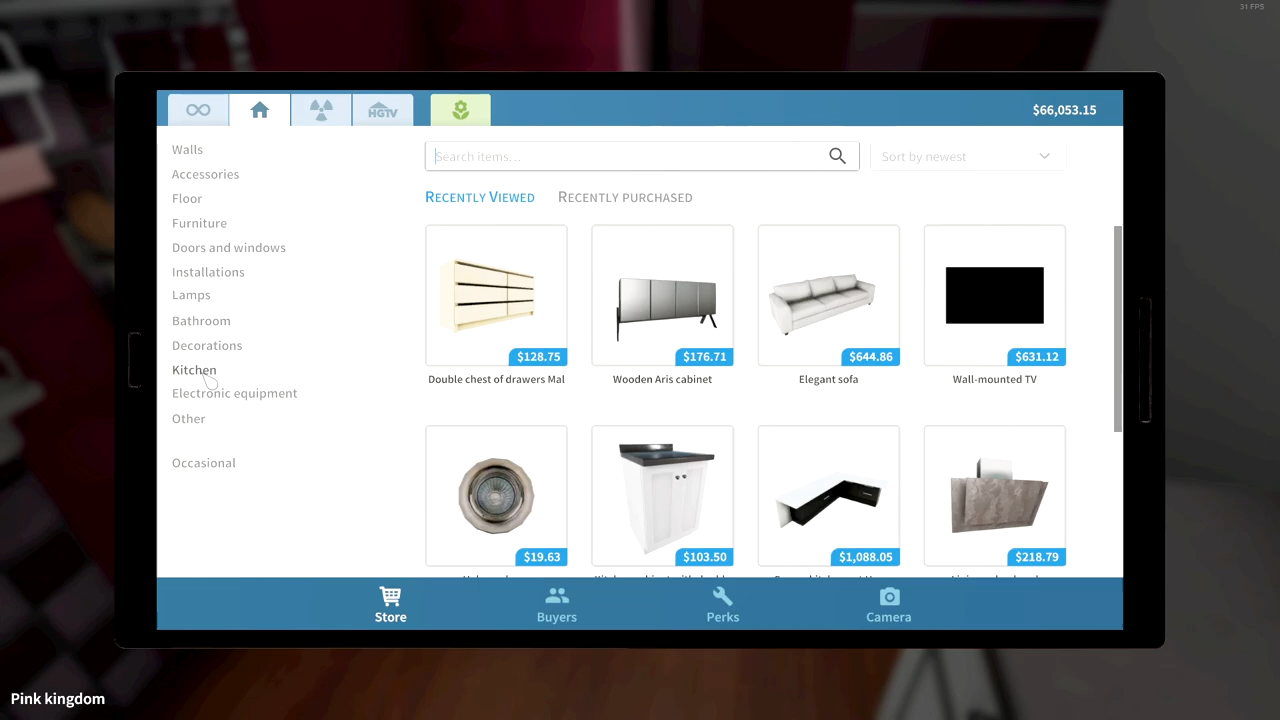 31 FPS
HGTV
$66,053.15
Walls
Accessories
Floor
Furniture
Doors and windows
Installations
Lamps
Bathroom
Decorations
Kitchen
Electronic equipment
Other
Occasional
Search items...
Sort by newest
RECENTLY VIEWED
RECENTLY PURCHASED
$128.75
$176.71
$644.86
$631.12
Double chest of drawers Mal
Wooden Aris cabinet
Elegant sofa
Wall-mounted TV
$19.63
$103.50
$1,088.05
$218.79
Store
Buyers
Perks
Camera
Pink kingdom